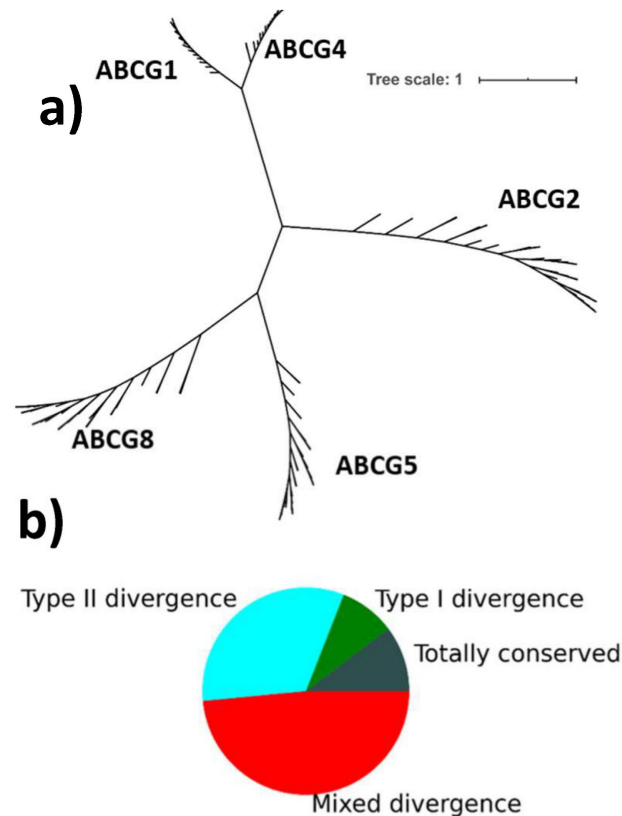 ABCG4
ABCG1
Tree scale: 1
a)
ABCG2
ABCG8
ABCG5
b)
Type II divergence
Type I divergence
Totally conserved
Mixed divergence